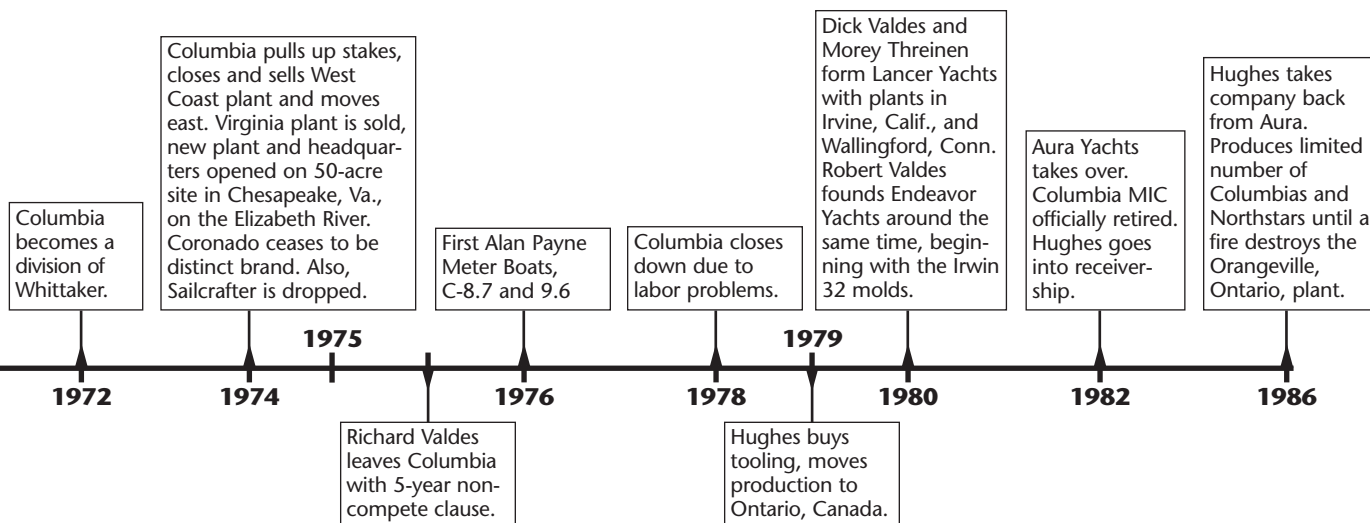 Columbia
becomes a
division of
Whittaker.
Columbia pulls up stakes,
closes and sells West
Coast plant and moves
east. Virginia plant is sold,
new plant and headquar-
ters opened on 50-acre
site in Chesapeake, Va.,
on the Elizabeth River.
Coronado ceases to be
distinct brand. Also,
Sailcrafter is dropped.
First Alan Payne
Meter Boats,
C-8.7 and 9.6
Columbia closes
down due to
labor problems.
Dick Valdes and
Morey Threinen
form Lancer Yachts
with plants in
Irvine, Calif., and
Wallingford, Conn.
Robert Valdes
founds Endeavor
Yachts around the
same time, begin-
ning with the Irwin
32 molds.
Aura Yachts
takes over.
Columbia MIC
officially retired.
Hughes goes
into receiver-
ship.
Hughes takes
company back
from Aura.
Produces limited
number of
Columbias and
Northstars until a
fire destroys the
Orangeville,
Ontario, plant.
1975
1979
1972
1974
1976
1978
1980
1982
1986
Richard Valdes
leaves Columbia
with 5-year non-
compete clause.
Hughes buys
tooling, moves
production to
Ontario, Canada.